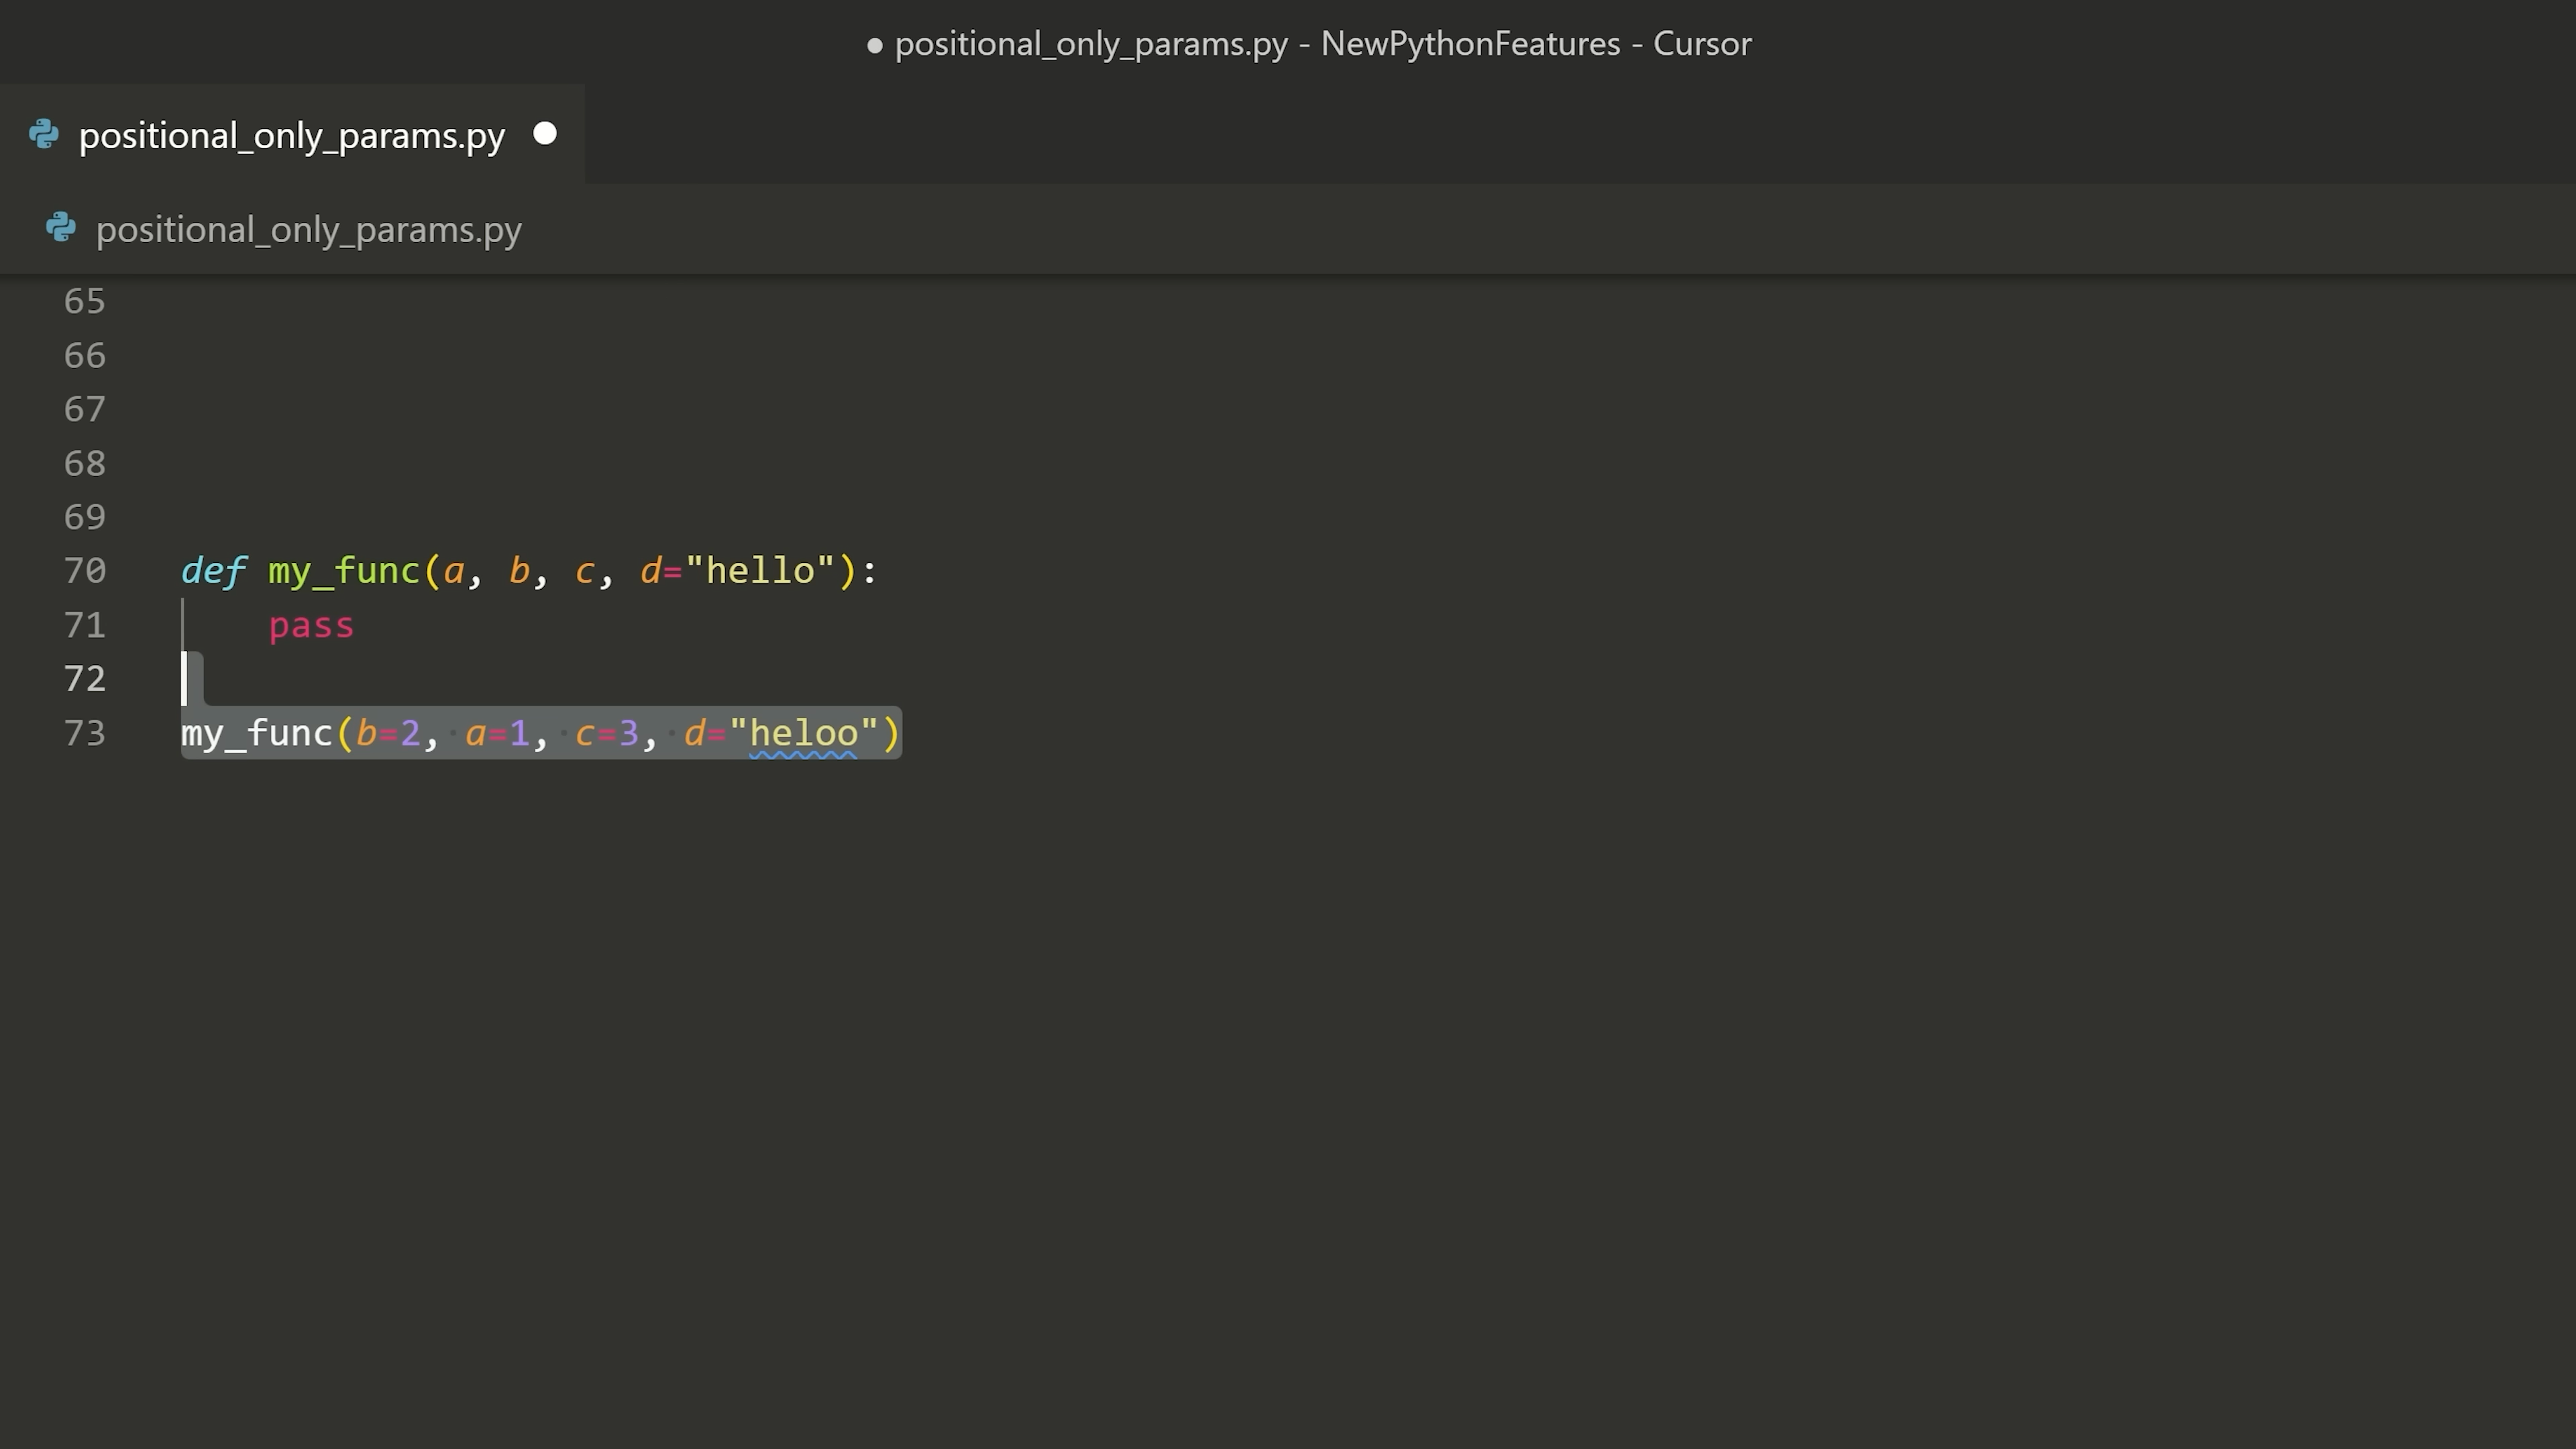 ● positional_only_params.py - NewPythonFeatures - Cursor
positional_only_params.py ●
positional_only_params.py
65
66
67
68
69
70 def my_func(a, b, c, d="hello"):
71     pass
72
73 my_func(b=2, a=1, c=3, d="heloo")